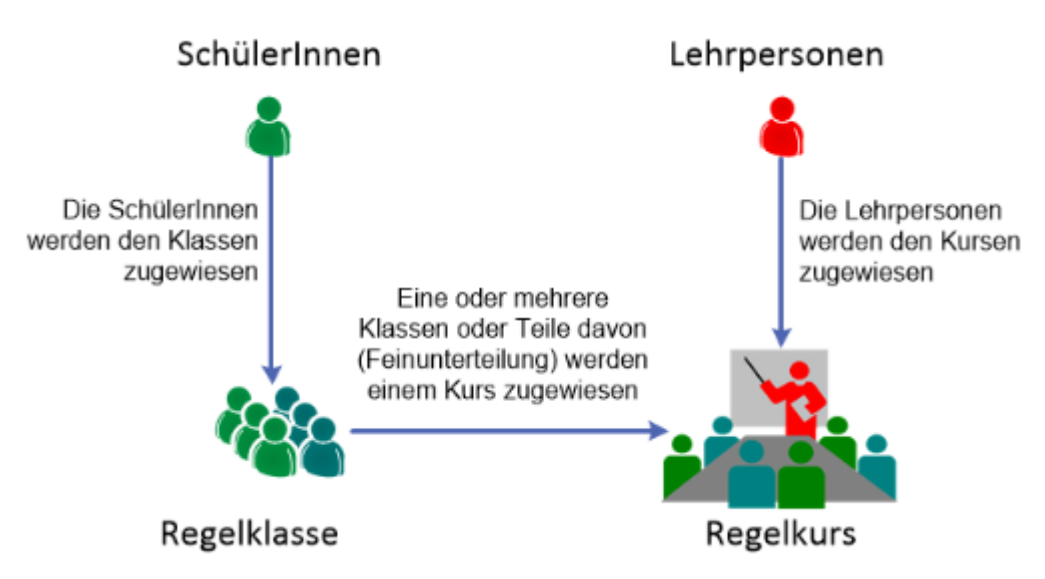 SchülerInnen
Lehrpersonen
Die SchülerInnen
werden den Klassen
zugewiesen
Die Lehrpersonen
werden den Kursen
zugewiesen
Eine oder mehrere
Klassen oder Teile davon
(Feinunterteilung) werden
einem Kurs zugewiesen
Regelklasse
Regelkurs